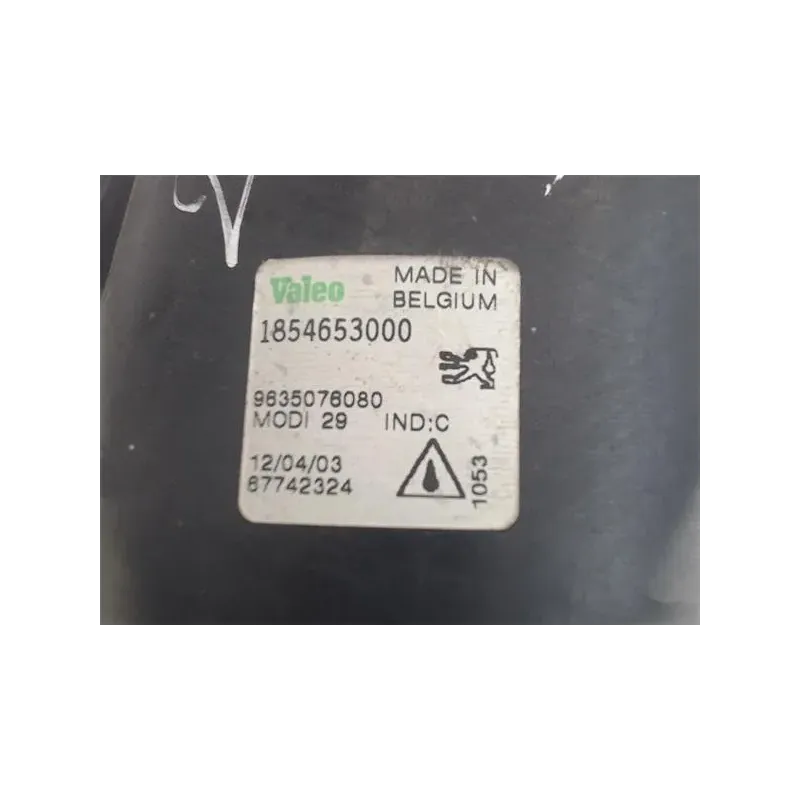 Valeo
MADE IN
BELGIUM
1854653000
9635076080
MODI 29 IND:C
12/04/03
67742324
1053